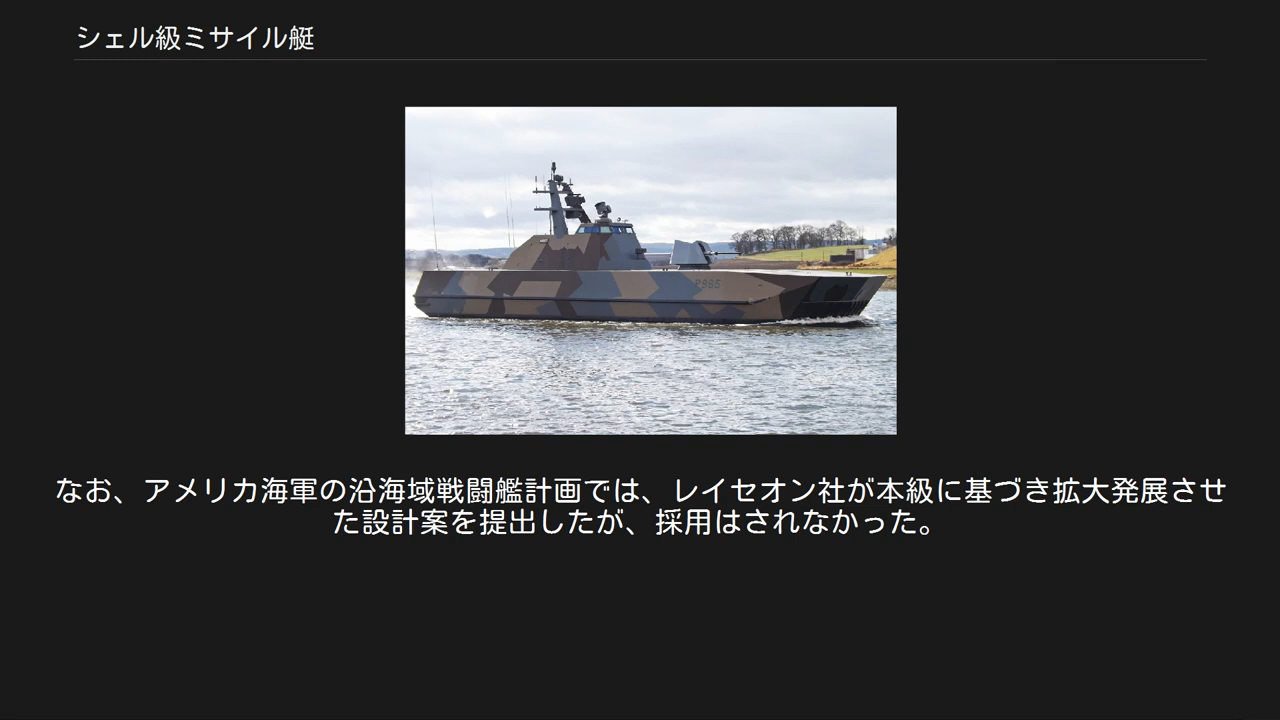 シェル級ミサイル艇
P965
なお、アメリカ海軍の沿海域戦闘艦計画では、レイセオン社が本級に基づき拡大発展させ
た設計案を提出したが、採用はされなかった。